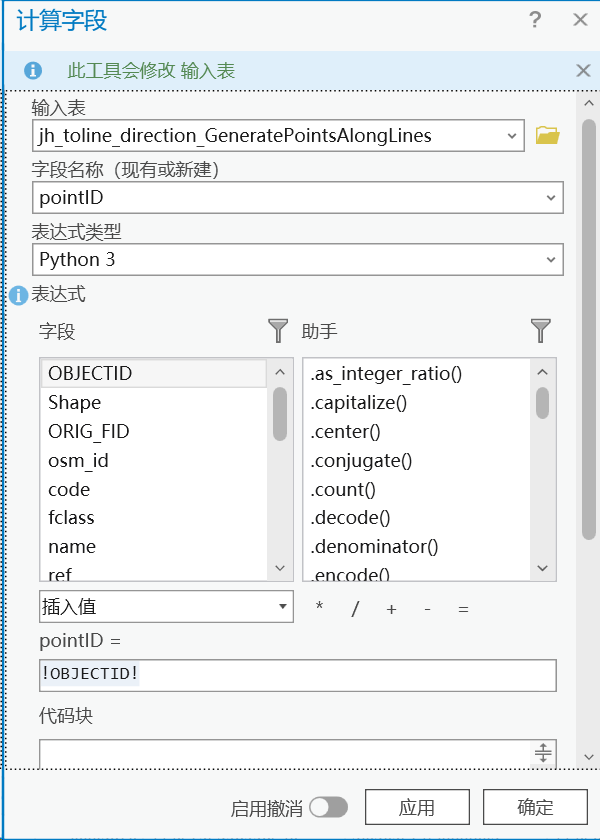 计算字段
此工具会修改 输入表
输入表
jh_toline_direction_GeneratePointsAlongLines
字段名称（现有或新建）
pointID
表达式类型
Python 3
表达式
字段
助手
OBJECTID
Shape
ORIG_FID
osm_id
code
fclass
name
ref
.as_integer_ratio()
.capitalize()
.center()
.conjugate()
.count()
.decode()
.denominator()
.encode()
插入值
* / + - =
pointID =
!OBJECTID!
代码块
启用撤消
应用
确定